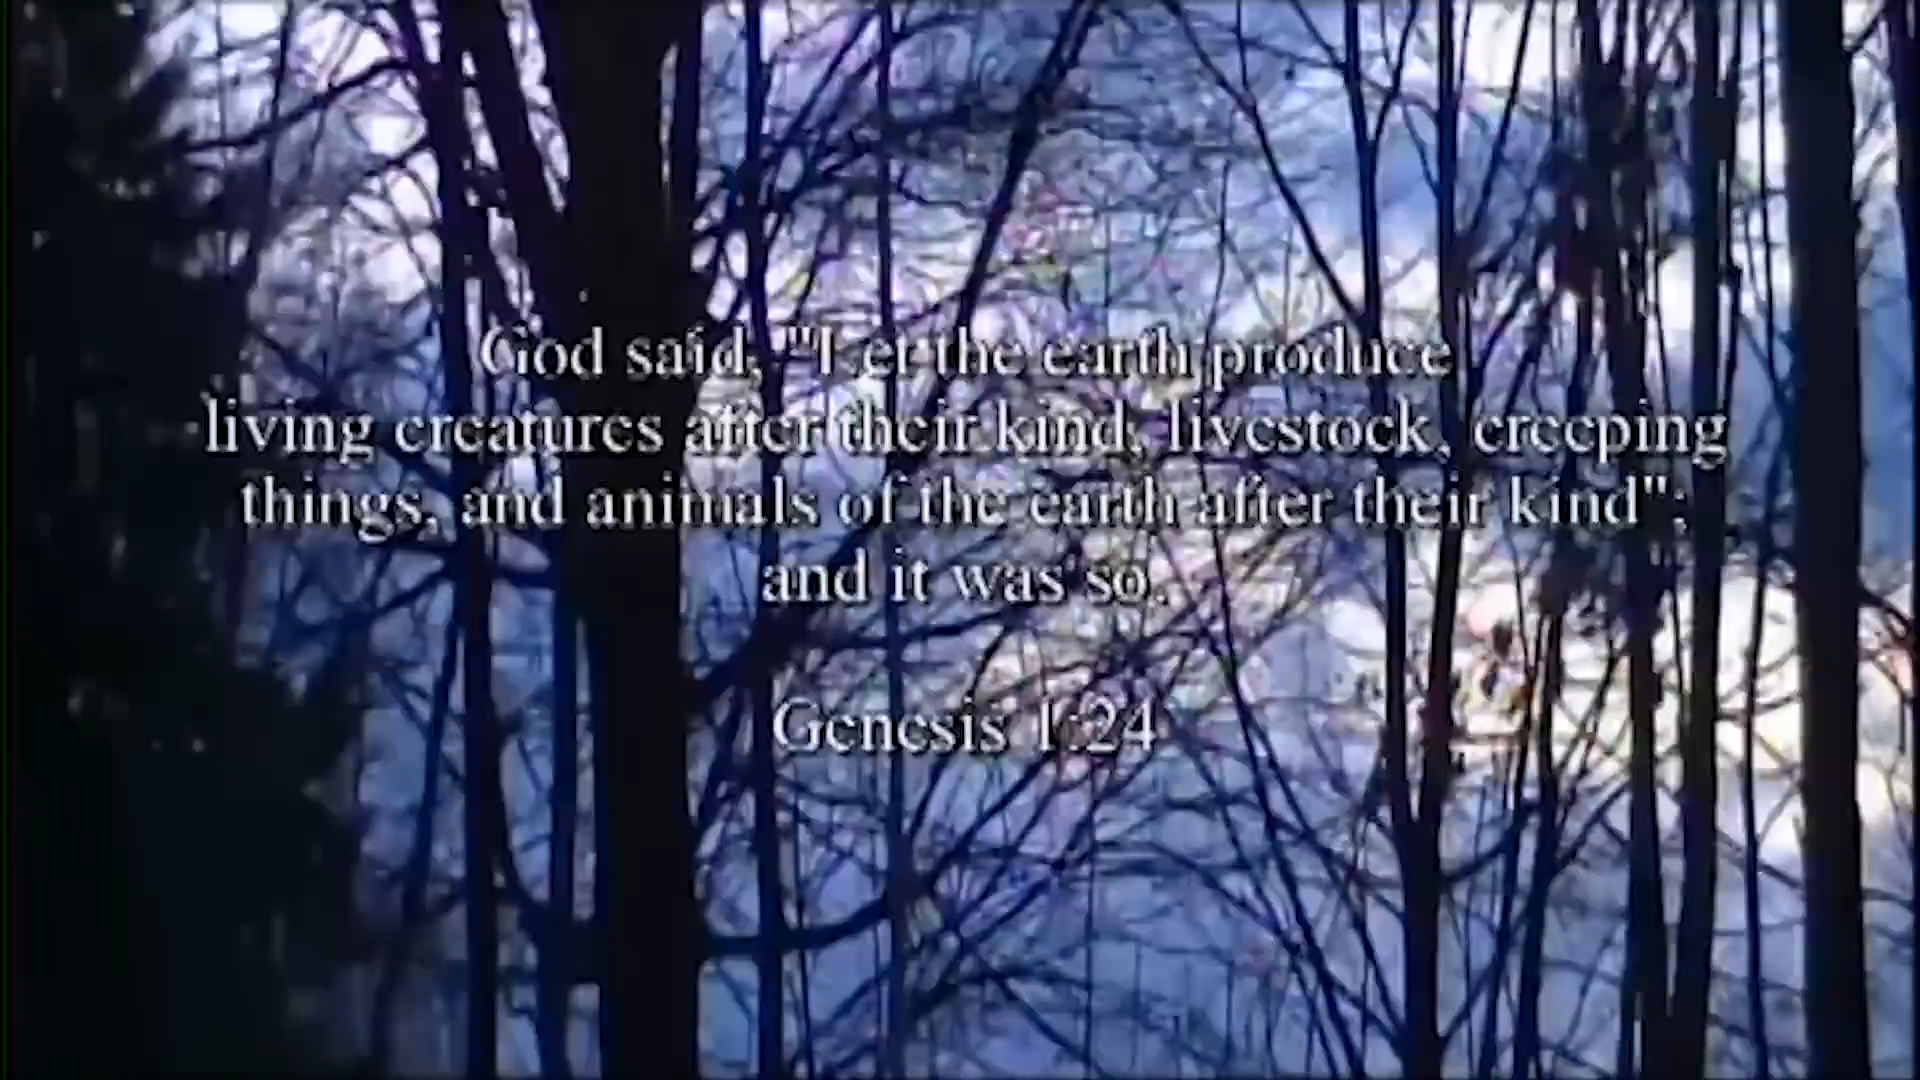 God said, "Let the earth produce
living creatures after their kind, livestock, creeping
things, and animals of the earth after their kind";
and it was so.
Genesis 1:24